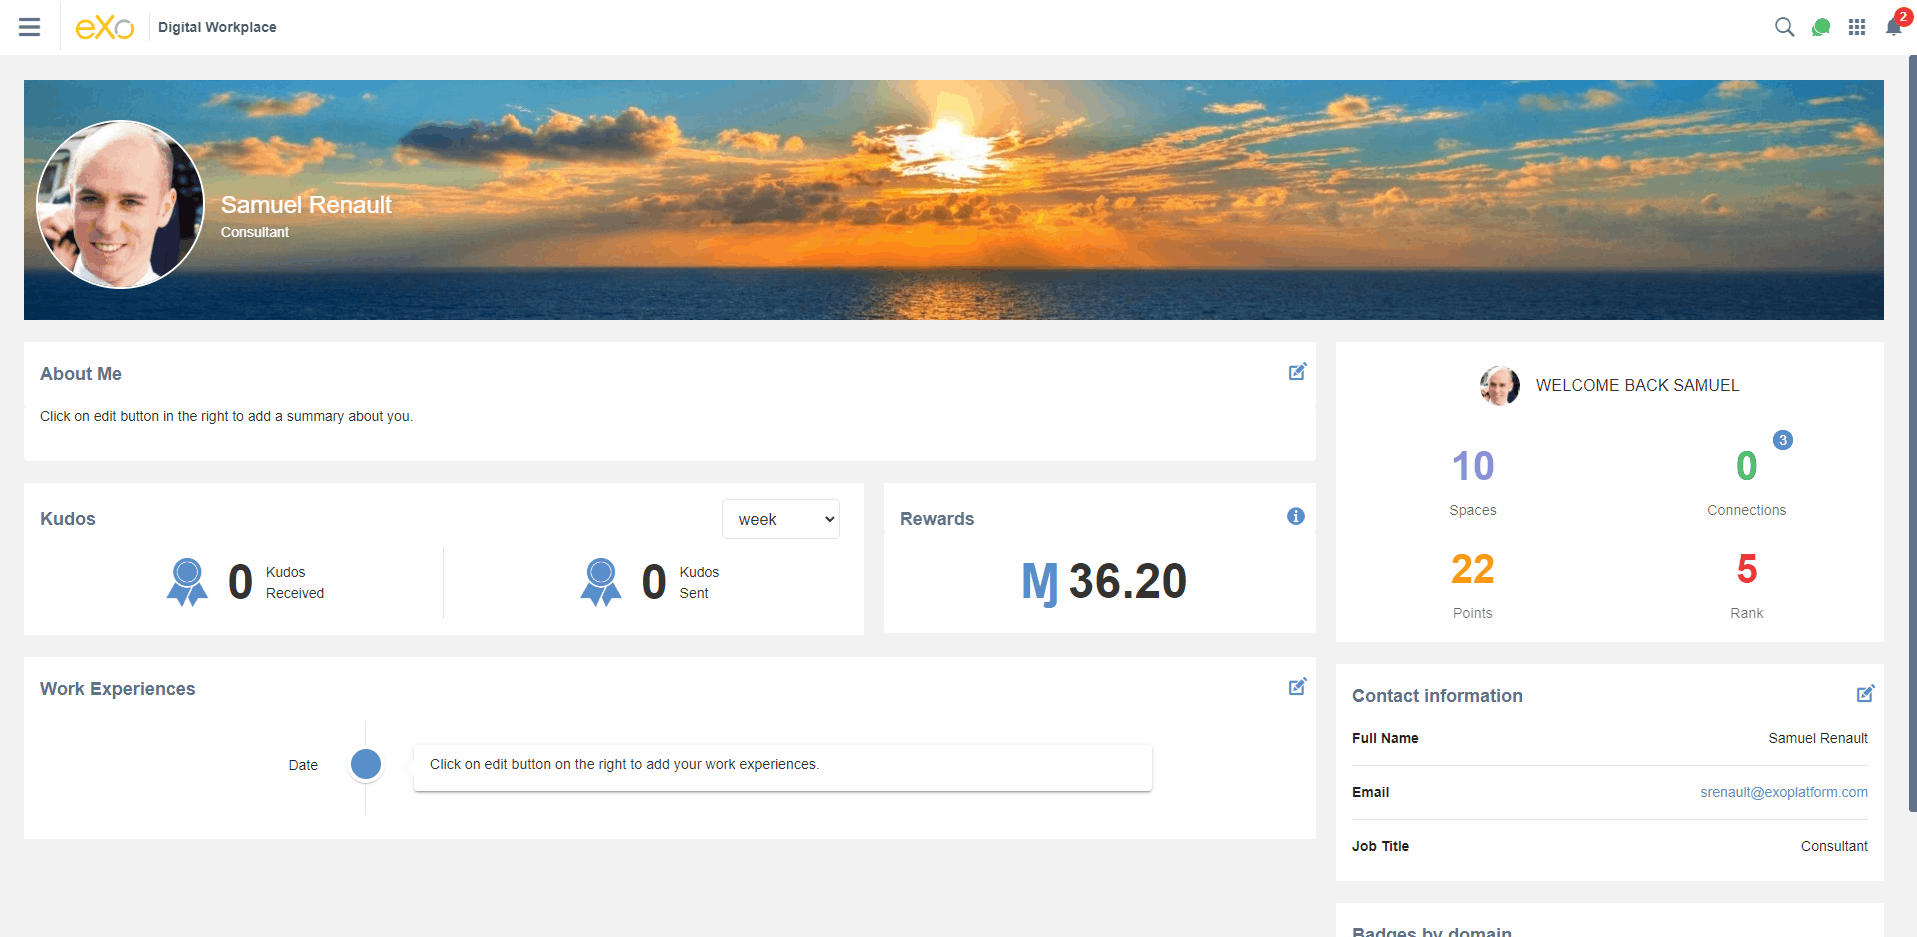 eXo
Digital Workplace
2
Samuel Renault
Consultant
About Me
Click on edit button in the right to add a summary about you.
WELCOME BACK SAMUEL
10
Spaces
0
3
Connections
22
Points
5
Rank
Kudos
week
0
Kudos
Received
0
Kudos
Sent
Rewards
36.20
Work Experiences
Date
Click on edit button on the right to add your work experiences.
Contact information
Full Name
Samuel Renault
Email
srenault@exoplatform.com
Job Title
Consultant
Badges by domain